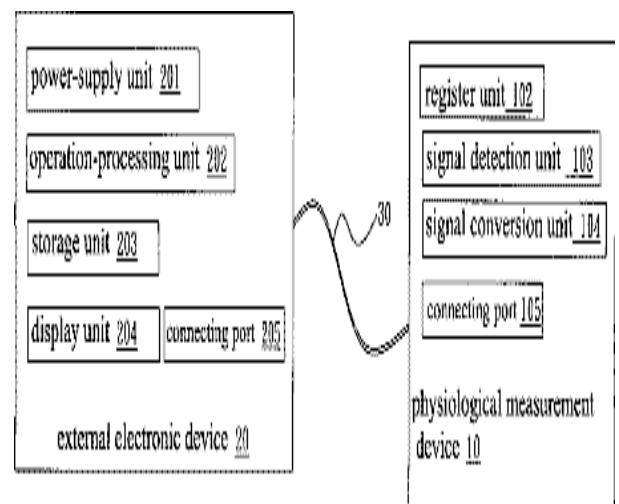 power-supply unit 201
operation-processing unit 202
storage unit 203
display unit 204
connecting port 205
external electronic device 20
30
register unit 102
signal detection unit 103
signal conversion unit 104
connecting port 105
physiological measurement
device 10